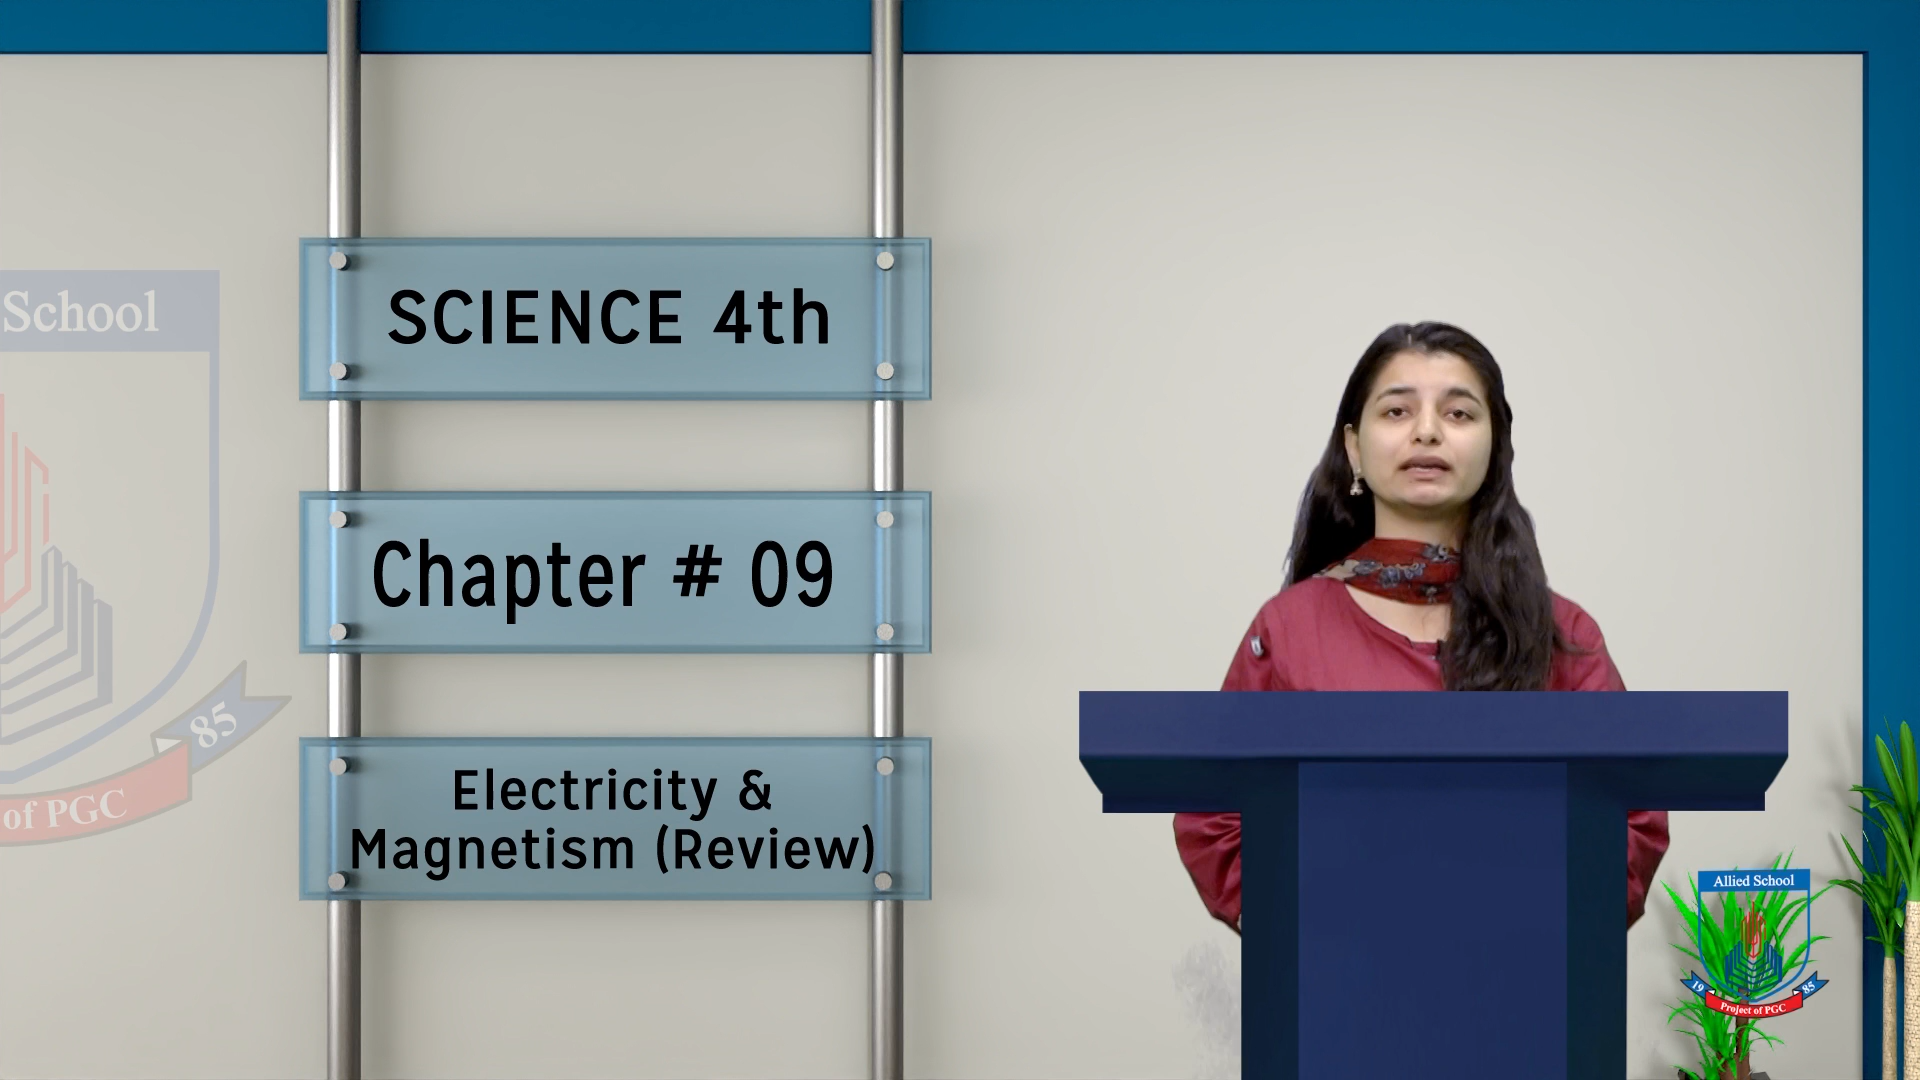 School
SCIENCE 4th
Chapter # 09
Electricity &
Magnetism (Review)
85
of PGC
Allied School
19
85
Project of PGC